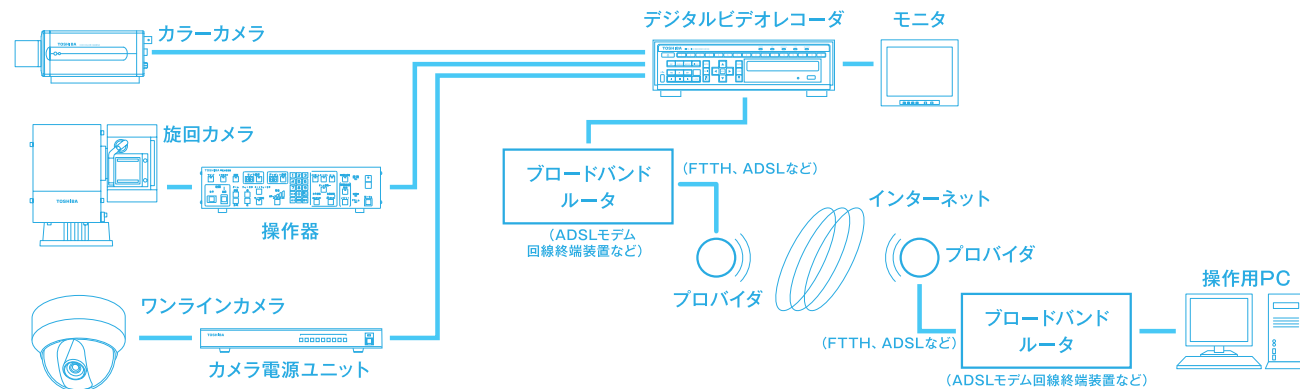 カラーカメラ
デジタルビデオレコーダ
モニタ
TOSHIBA
TOSHIBA
旋回カメラ
TOSHIBA
TOSHIBA
操作器
ブロードバンド
ルータ
(FTTH、ADSLなど)
(ADSLモデム
回線終端装置など)
インターネット
プロバイダ
プロバイダ
ワンラインカメラ
TOSHIBA
カメラ電源ユニット
操作用PC
ブロードバンド
ルータ
(FTTH、ADSLなど)
(ADSLモデム回線終端装置など)